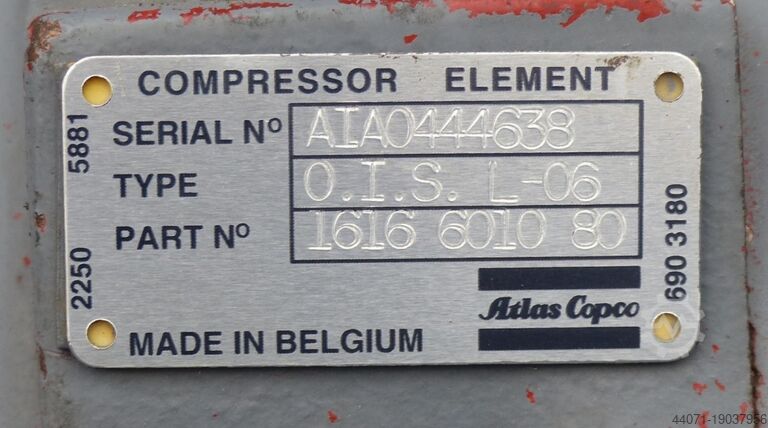 COMPRESSOR ELEMENT
SERIAL Nº AIA0444638
TYPE O.I.S. L-06
PART Nº 1616 6010 80
Atlas Copco
MADE IN BELGIUM
2250 5881
690 3180
44071-19037956